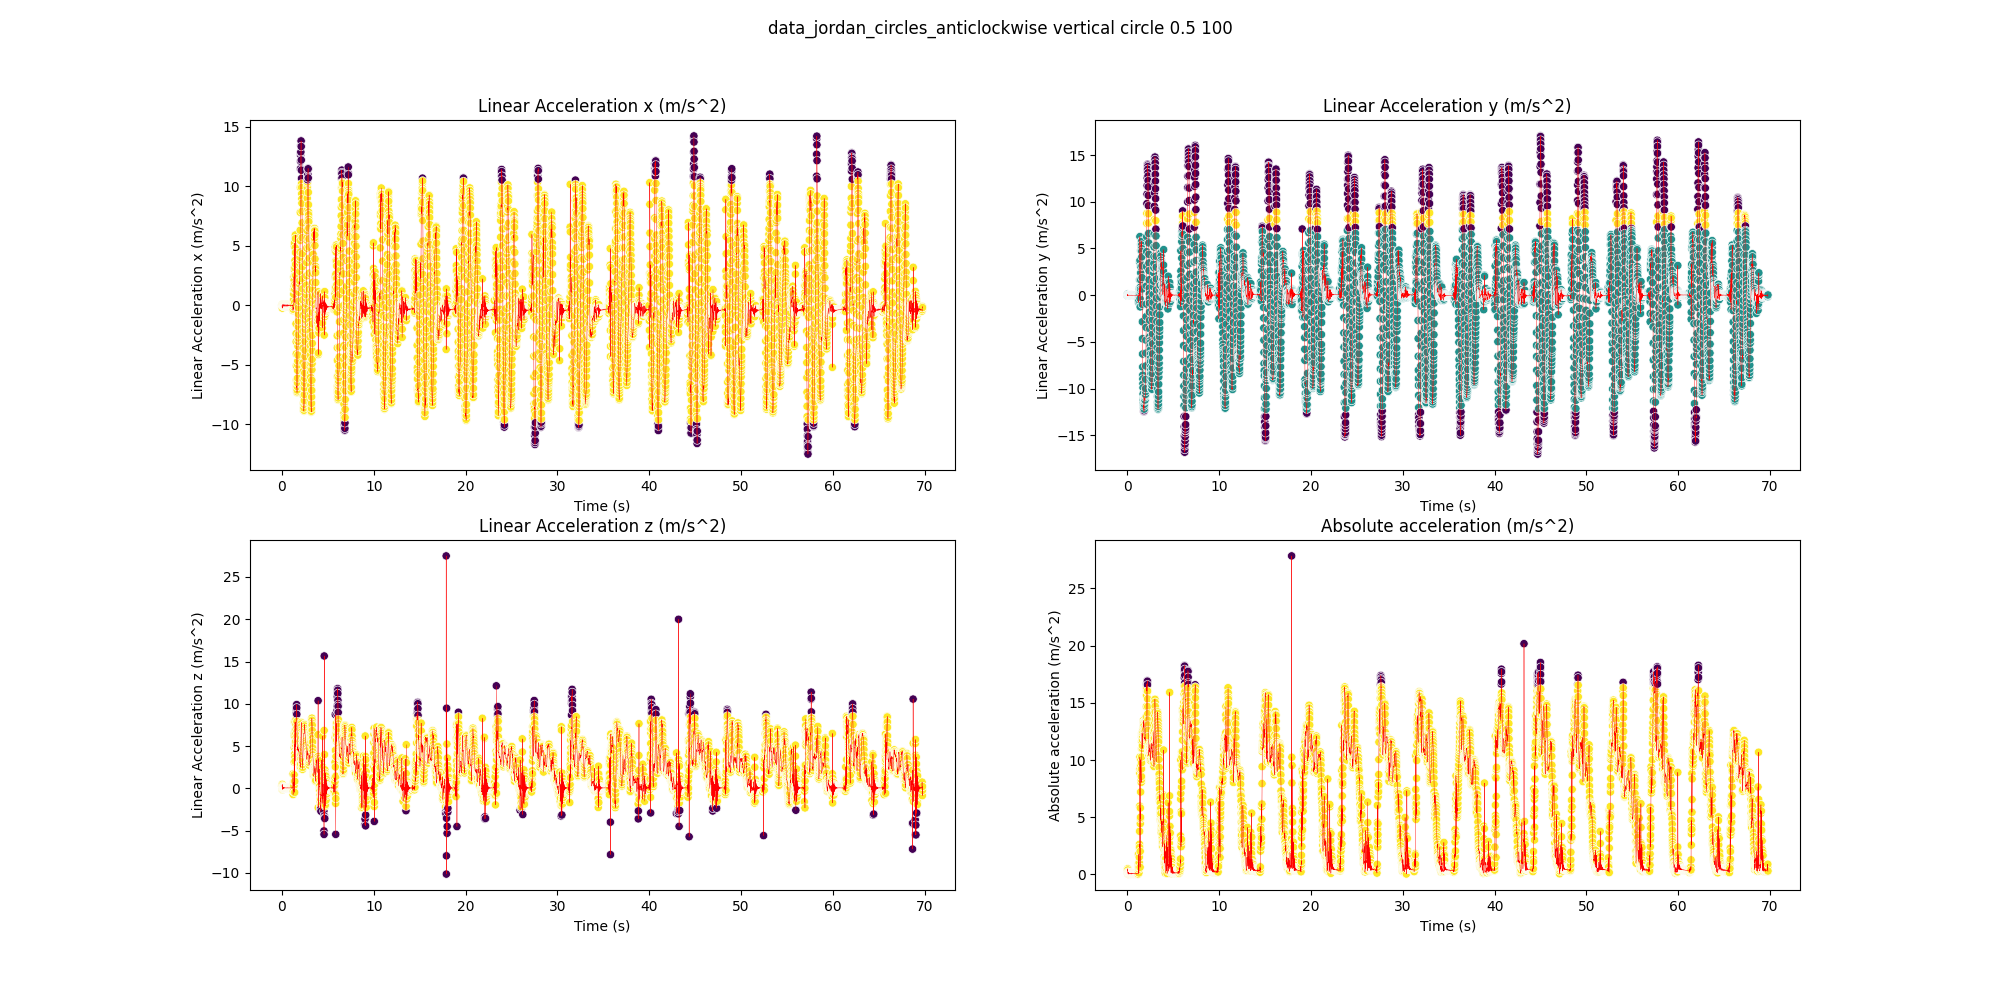 data_jordan_circles_anticlockwise vertical circle 0.5 100
Linear Acceleration x (m/s^2)
Linear Acceleration x (m/s^2)
15
10
5
0
−5
−10
0 10 20 30 40 50 60 70
Time (s)
Linear Acceleration y (m/s^2)
Linear Acceleration y (m/s^2)
15
10
5
0
−5
−10
−15
0 10 20 30 40 50 60 70
Time (s)
Linear Acceleration z (m/s^2)
Linear Acceleration z (m/s^2)
25
20
15
10
5
0
−5
−10
0 10 20 30 40 50 60 70
Time (s)
Absolute acceleration (m/s^2)
Absolute acceleration (m/s^2)
25
20
15
10
5
0
0 10 20 30 40 50 60 70
Time (s)